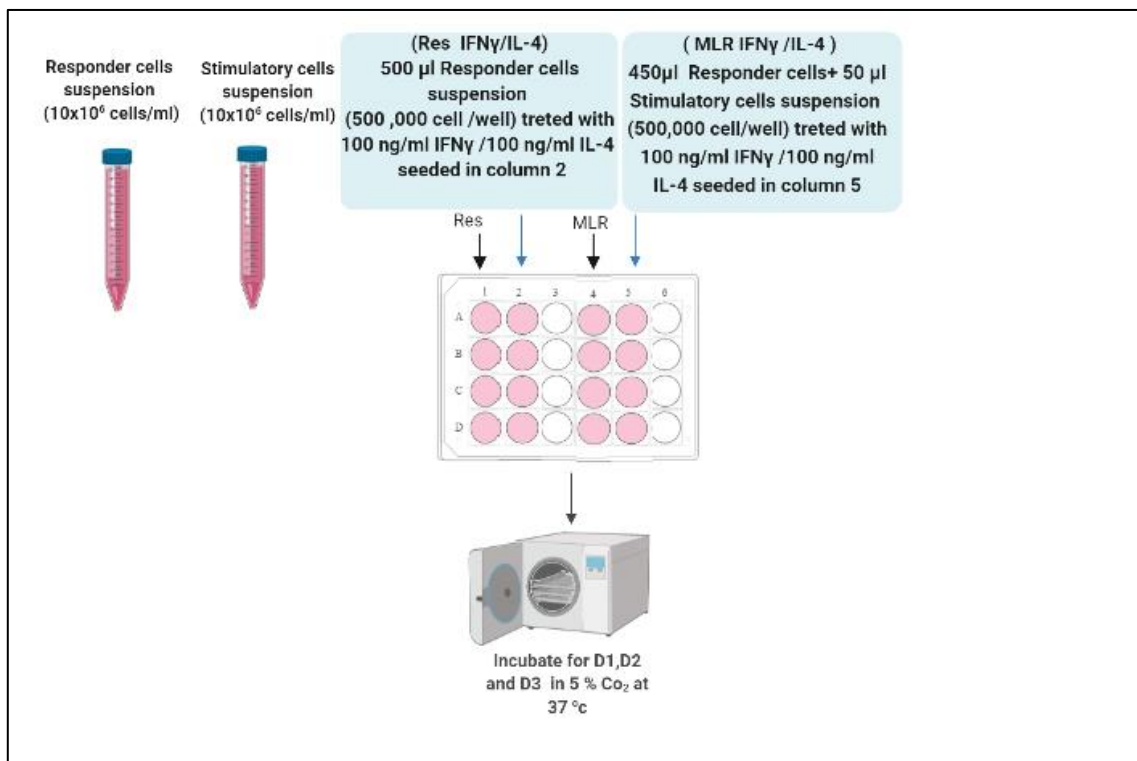 Responder cells
suspension
(10x10⁶ cells/ml)
Stimulatory cells
suspension
(10x10⁶ cells/ml)
(Res IFNγ/IL-4)
500 µl Responder cells
suspension
(500 ,000 cell /well) treted with
100 ng/ml IFNγ /100 ng/ml IL-4
seeded in column 2
( MLR IFNγ /IL-4 )
450µl Responder cells+ 50 µl
Stimulatory cells suspension
(500,000 cell/well) treted with
100 ng/ml IFNγ /100 ng/ml
IL-4 seeded in column 5
Res
MLR
1 2 3 4 5 6
A
B
C
D
Incubate for D1,D2
and D3 in 5 % Co₂ at
37 °c